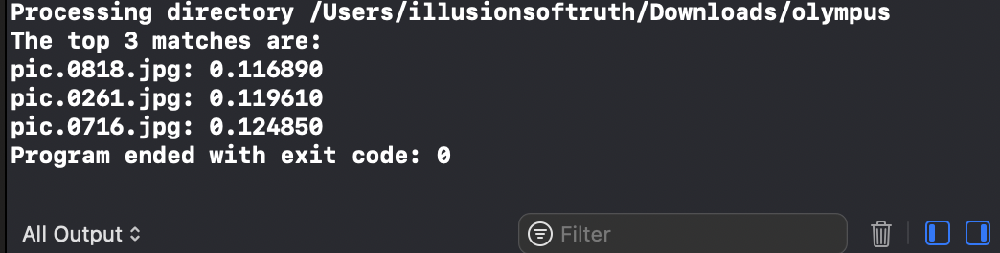 Processing directory /Users/illusionsoftruth/Downloads/olympus
The top 3 matches are:
pic.0818.jpg: 0.116890
pic.0261.jpg: 0.119610
pic.0716.jpg: 0.124850
Program ended with exit code: 0
All Output
Filter